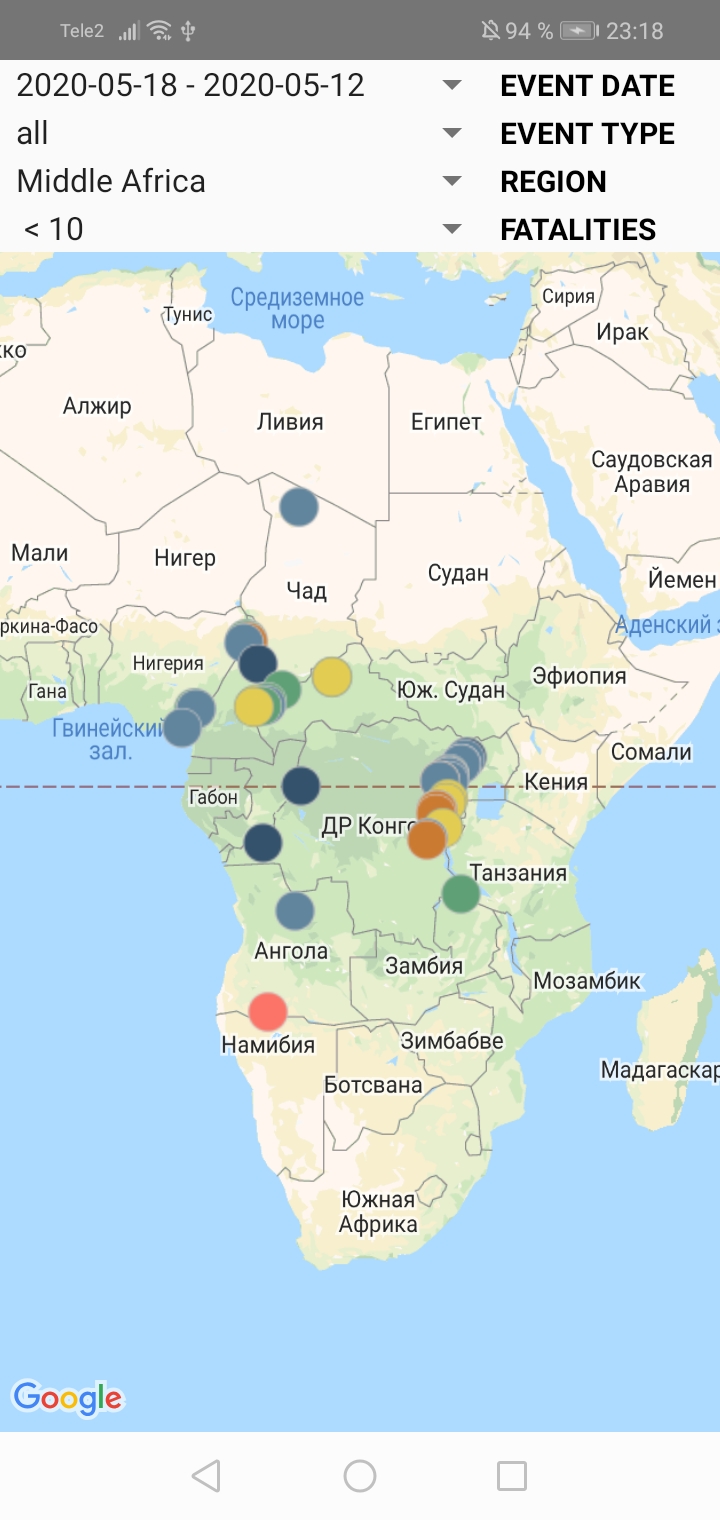 Tele2 94 % 23:18
2020-05-18 - 2020-05-12 EVENT DATE
all EVENT TYPE
Middle Africa REGION
< 10 FATALITIES
Средиземное
море
Сирия
Тунис
Ирак
кко
Алжир
Ливия
Египет
Саудовская
Аравия
Мали
Нигер
Чад
Судан
Йемен
ркина-Фасо
Аденский з
Нигерия
Эфиопия
Гана
Юж. Судан
Гвинейский
зал.
Сомали
Кения
Габон
ДР Конго
Танзания
Ангола
Замбия
Мозамбик
Намибия
Зимбабве
Мадагаскар
Ботсвана
Южная
Африка
Google